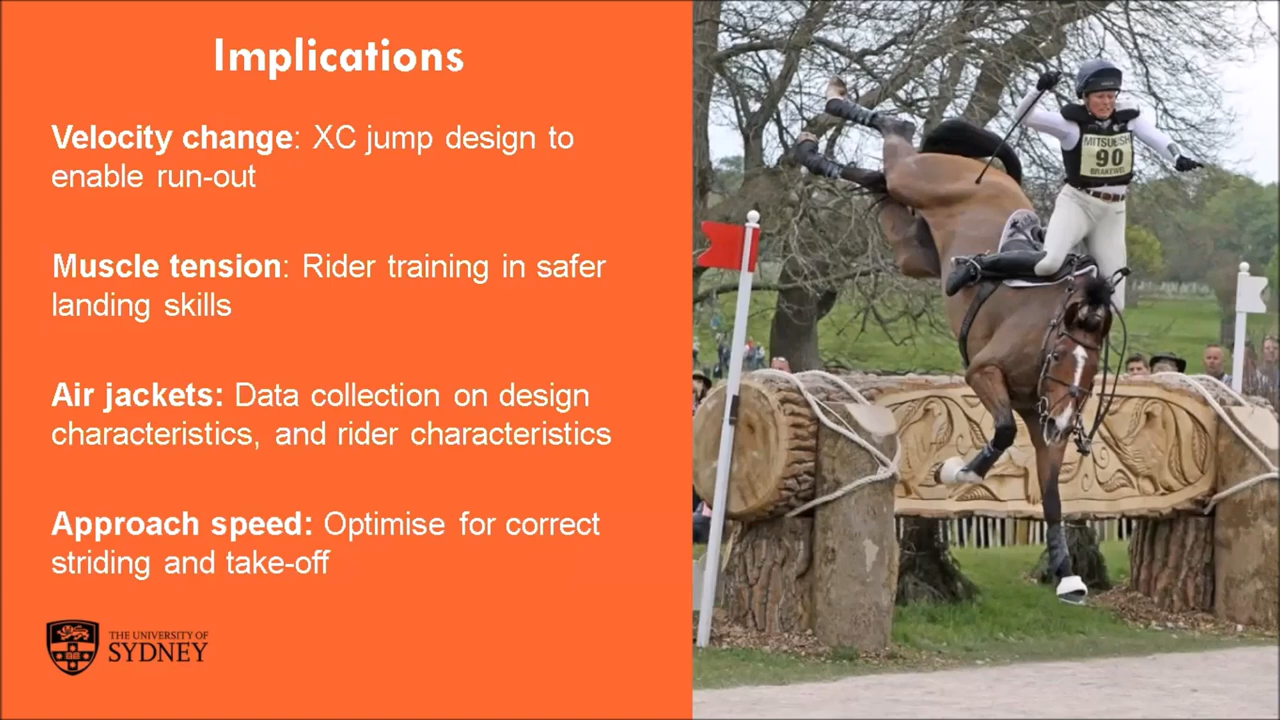 Implications
Velocity change: XC jump design to
enable run-out
Muscle tension: Rider training in safer
landing skills
Air jackets: Data collection on design
characteristics, and rider characteristics
Approach speed: Optimise for correct
striding and take-off
THE UNIVERSITY OF
SYDNEY
90